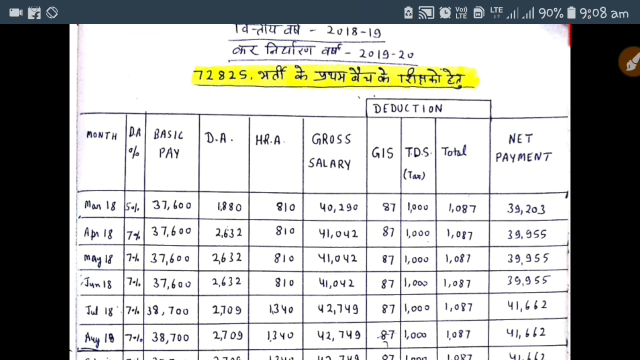 LTE 90% 9:08 am
वित्तीय वर्ष - 2018-19
कर निर्धारण वर्ष - 2019-20
72825 भर्ती के प्रथम बैच के शिक्षकों हेतु
DEDUCTION
MONTH D.A % BASIC PAY D.A. H.R.A GROSS SALARY GIS T.D.S. (Tax) Total NET PAYMENT
Mar 18 5% 37,600 1,880 810 40,290 87 1,000 1,087 39,203
Apr 18 7% 37,600 2,632 810 41,042 87 1,000 1,087 39,955
May 18 7% 37,600 2,632 810 41,042 87 1,000 1,087 39,955
Jun 18 7% 37,600 2,632 810 41,042 87 1,000 1,087 39,955
Jul 18 7% 38,700 2,709 1,340 42,749 87 1,000 1,087 41,662
Aug 18 7% 38,700 2,709 1,340 42,749 87 1,000 1,087 41,662